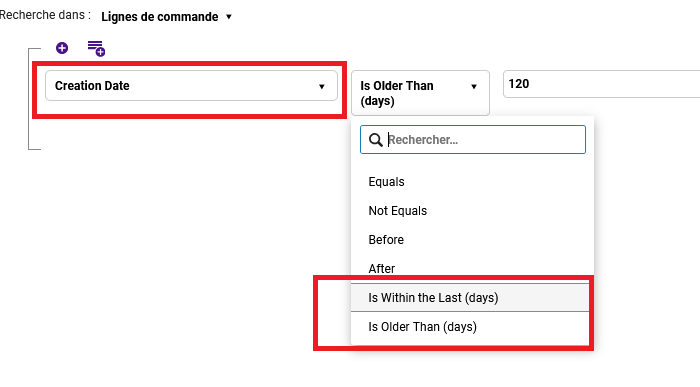 Recherche dans : Lignes de commande
Creation Date
Is Older Than
(days)
120
Rechercher...
Equals
Not Equals
Before
After
Is Within the Last (days)
Is Older Than (days)